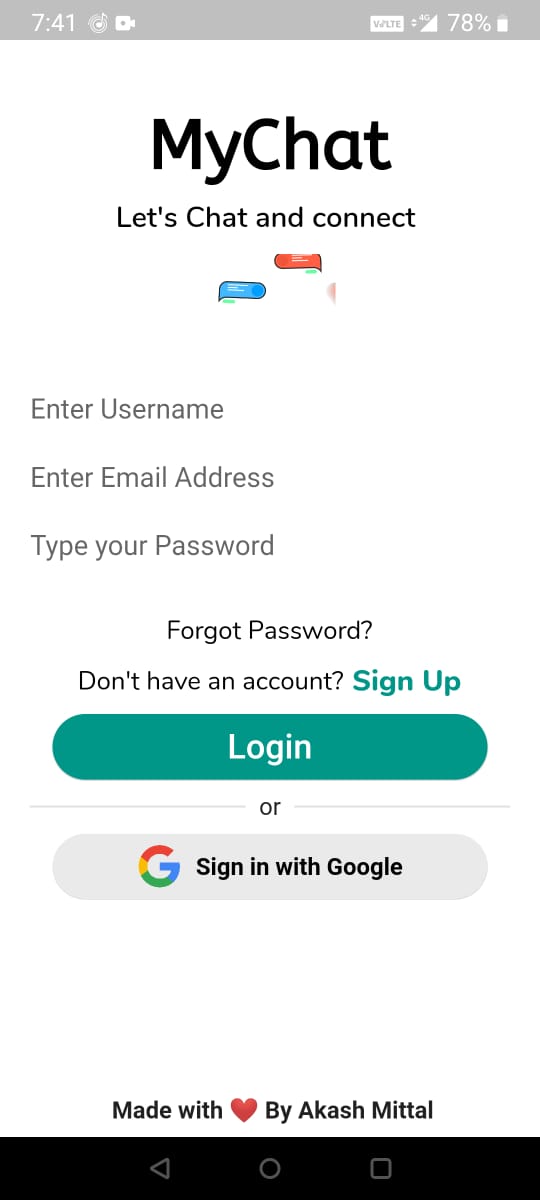 7:41 VoLTE 4G 78%
MyChat
Let's Chat and connect
Enter Username
Enter Email Address
Type your Password
Forgot Password?
Don't have an account? Sign Up
Login
or
Sign in with Google
Made with ❤️ By Akash Mittal